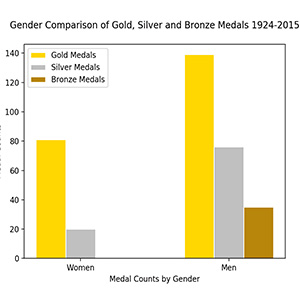 Gender Comparison of Gold, Silver and Bronze Medals 1924-2015
Gold Medals
Silver Medals
Bronze Medals
140
120
100
80
60
40
20
0
Women
Men
Medal Counts by Gender